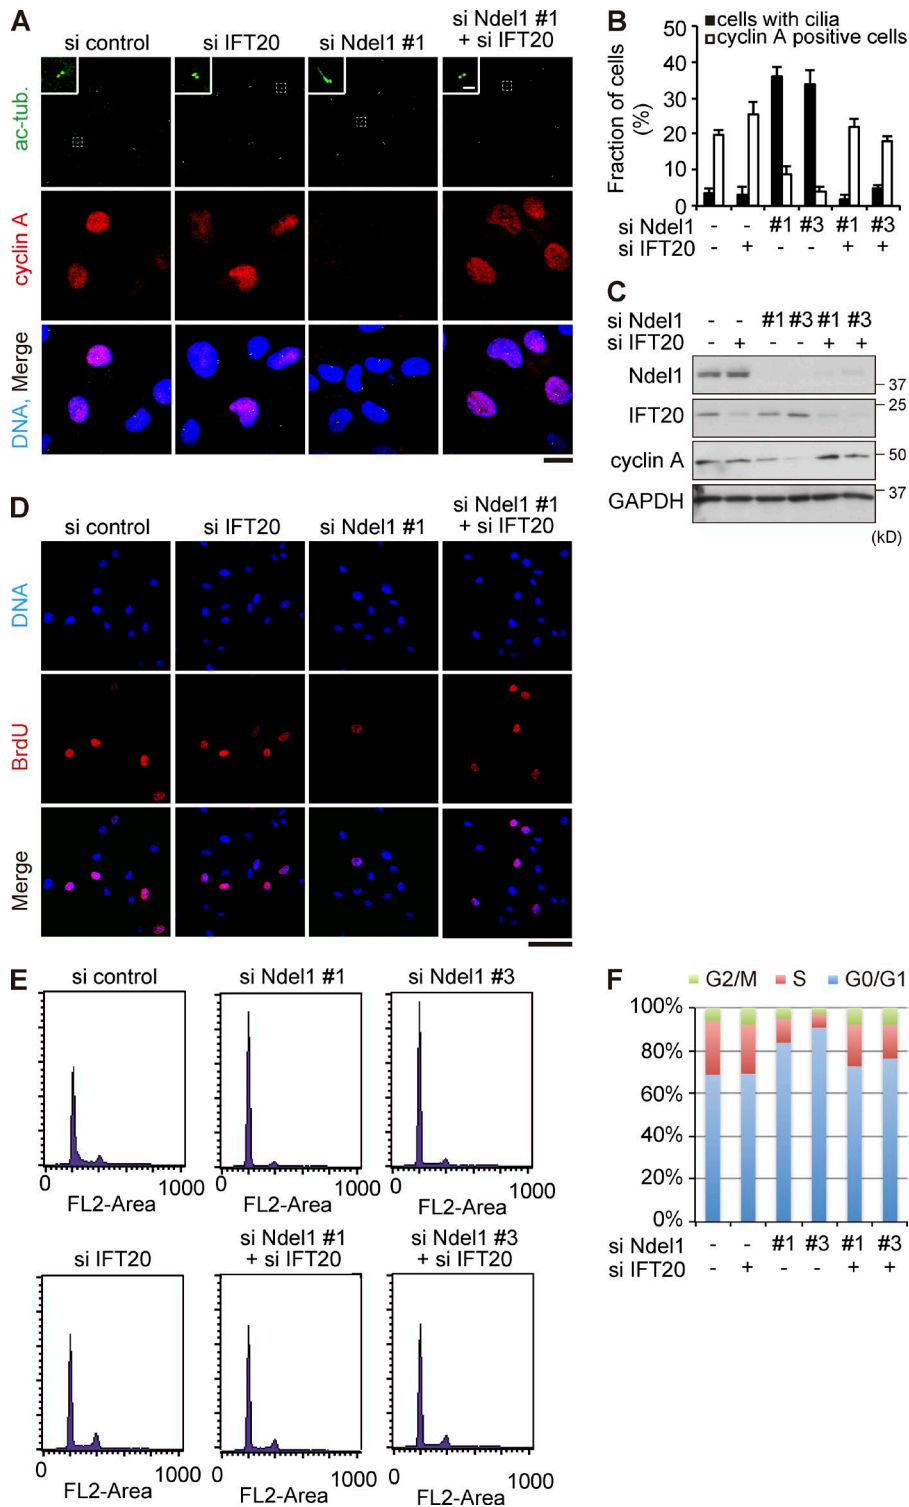 A
si control
si IFT20
si Ndel1 #1
si Ndel1 #1
+ si IFT20
ac-tub.
cyclin A
DNA, Merge
B
cells with cilia
cyclin A positive cells
Fraction of cells
(%)
50
40
30
20
10
0
si Ndel1 - - #1 #3 #1 #3
si IFT20 - + - - + +
C
si Ndel1 - - #1 #3 #1 #3
si IFT20 - + - - + +
Ndel1
37
IFT20
25
cyclin A
50
GAPDH
37
(kD)
D
si control
si IFT20
si Ndel1 #1
si Ndel1 #1
+ si IFT20
DNA
BrdU
Merge
E
si control
si Ndel1 #1
si Ndel1 #3
0 1000
FL2-Area
0 1000
FL2-Area
0 1000
FL2-Area
si IFT20
si Ndel1 #1
+ si IFT20
si Ndel1 #3
+ si IFT20
0 1000
FL2-Area
0 1000
FL2-Area
0 1000
FL2-Area
F
G2/M S G0/G1
100%
80%
60%
40%
20%
0%
si Ndel1 - - #1 #3 #1 #3
si IFT20 - + - - + +